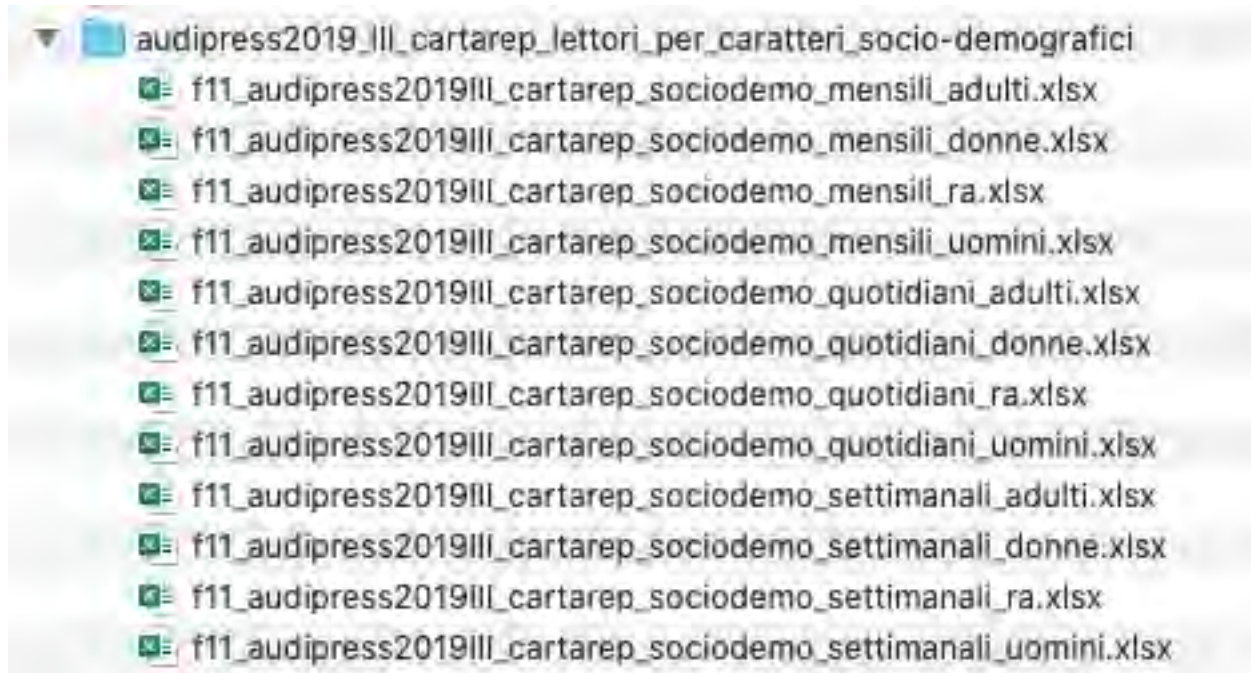 audipress2019_III_cartarep_lettori_per_caratteri_socio-demografici
f11_audipress2019III_cartarep_sociodemo_mensili_adulti.xlsx
f11_audipress2019III_cartarep_sociodemo_mensili_donne.xlsx
f11_audipress2019III_cartarep_sociodemo_mensili_ra.xlsx
f11_audipress2019III_cartarep_sociodemo_mensili_uomini.xlsx
f11_audipress2019III_cartarep_sociodemo_quotidiani_adulti.xlsx
f11_audipress2019III_cartarep_sociodemo_quotidiani_donne.xlsx
f11_audipress2019III_cartarep_sociodemo_quotidiani_ra.xlsx
f11_audipress2019III_cartarep_sociodemo_quotidiani_uomini.xlsx
f11_audipress2019III_cartarep_sociodemo_settimanali_adulti.xlsx
f11_audipress2019III_cartarep_sociodemo_settimanali_donne.xlsx
f11_audipress2019III_cartarep_sociodemo_settimanali_ra.xlsx
f11_audipress2019III_cartarep_sociodemo_settimanali_uomini.xlsx